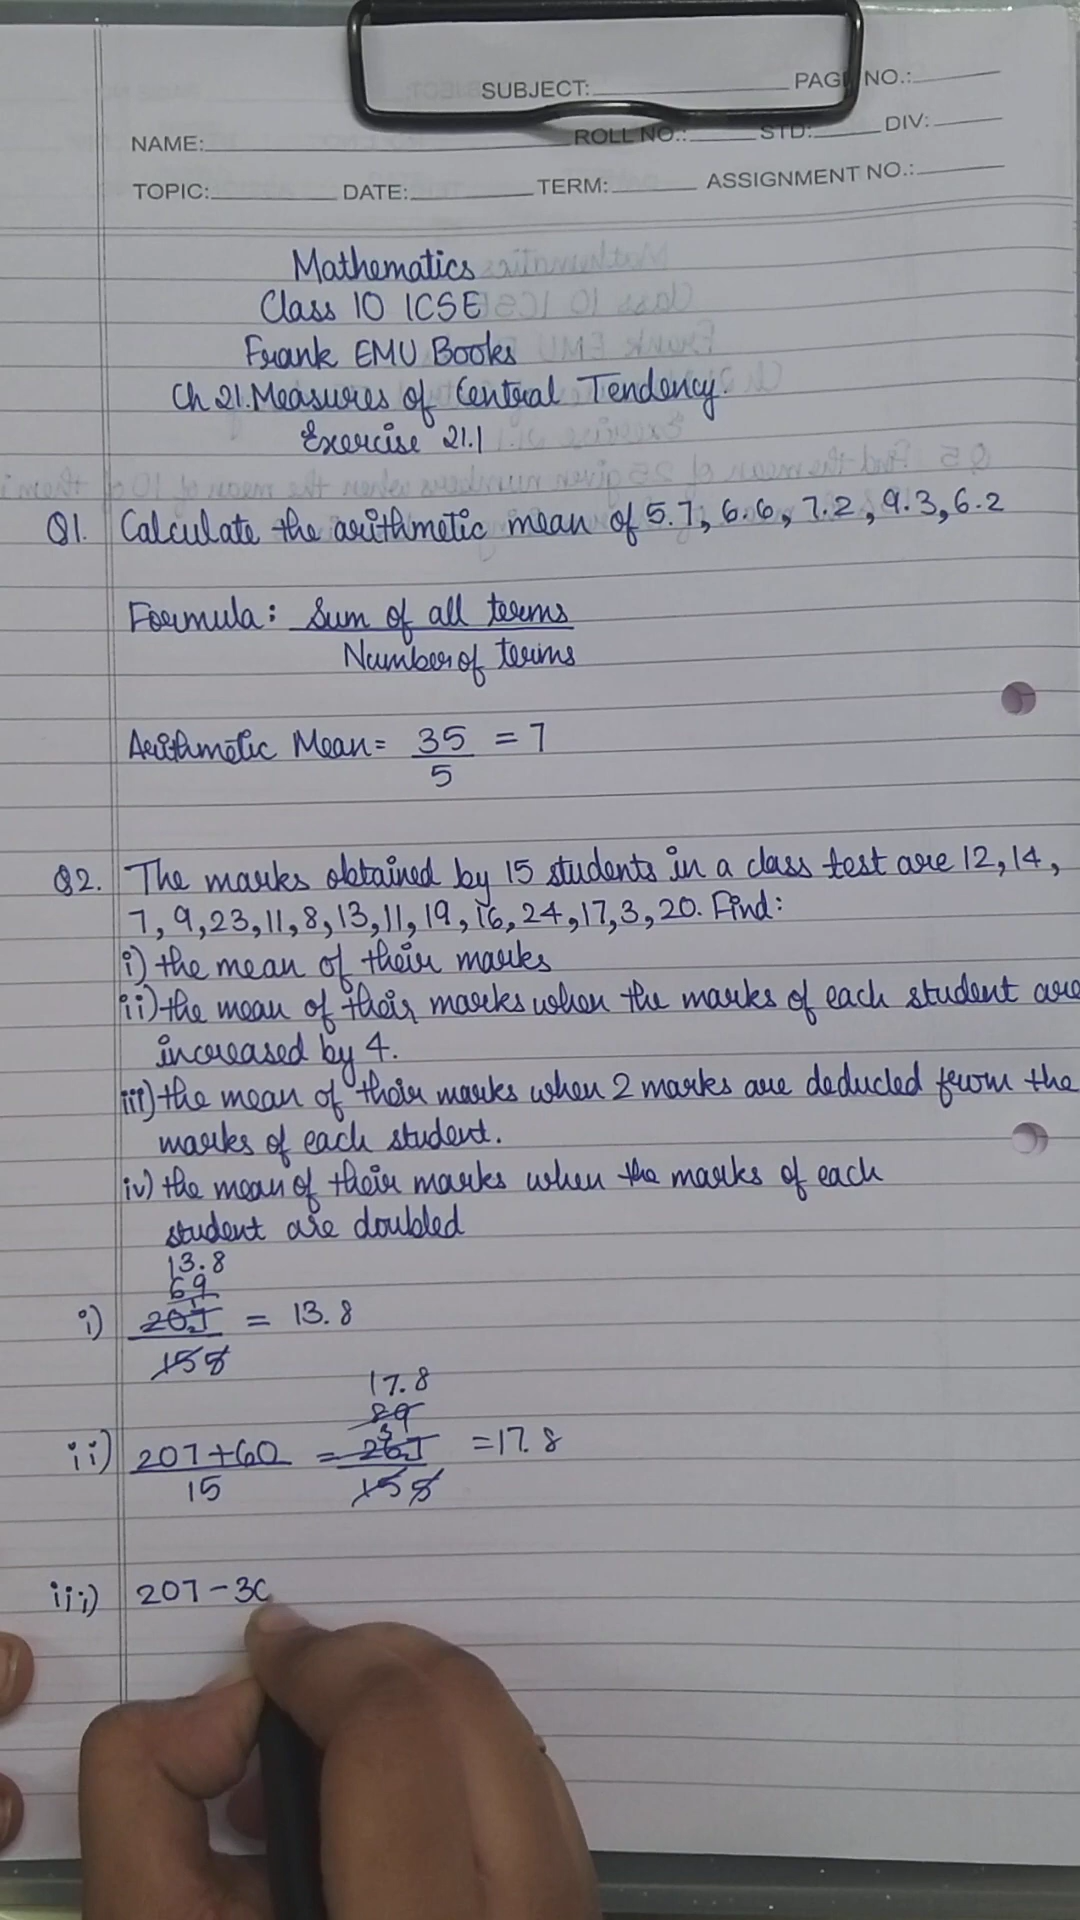 SUBJECT: PAGE NO.:
NAME: ROLL NO.: STD: DIV:
TOPIC: DATE: TERM: ASSIGNMENT NO.:
Mathematics
Class 10 ICSE
Frank EMU Books
Ch 21. Measures of Central Tendency.
Exercise 21.1
Q1. Calculate the arithmetic mean of 5.7, 6.6, 7.2, 9.3, 6.2
Formula: Sum of all terms
Number of terms
Arithmetic Mean = 35 = 7
5
Q2. The marks obtained by 15 students in a class test are 12, 14,
7, 9, 23, 11, 8, 13, 11, 19, 16, 24, 17, 3, 20. Find:
i) the mean of their marks
ii) the mean of their marks when the marks of each student are
increased by 4.
iii) the mean of their marks when 2 marks are deducted from the
marks of each student.
iv) the mean of their marks when the marks of each
student are doubled
13.8
69
i) 207 = 13.8
15 5
17.8
89
ii) 207+60 = 267 = 17.8
15 15 5
iii) 207-30